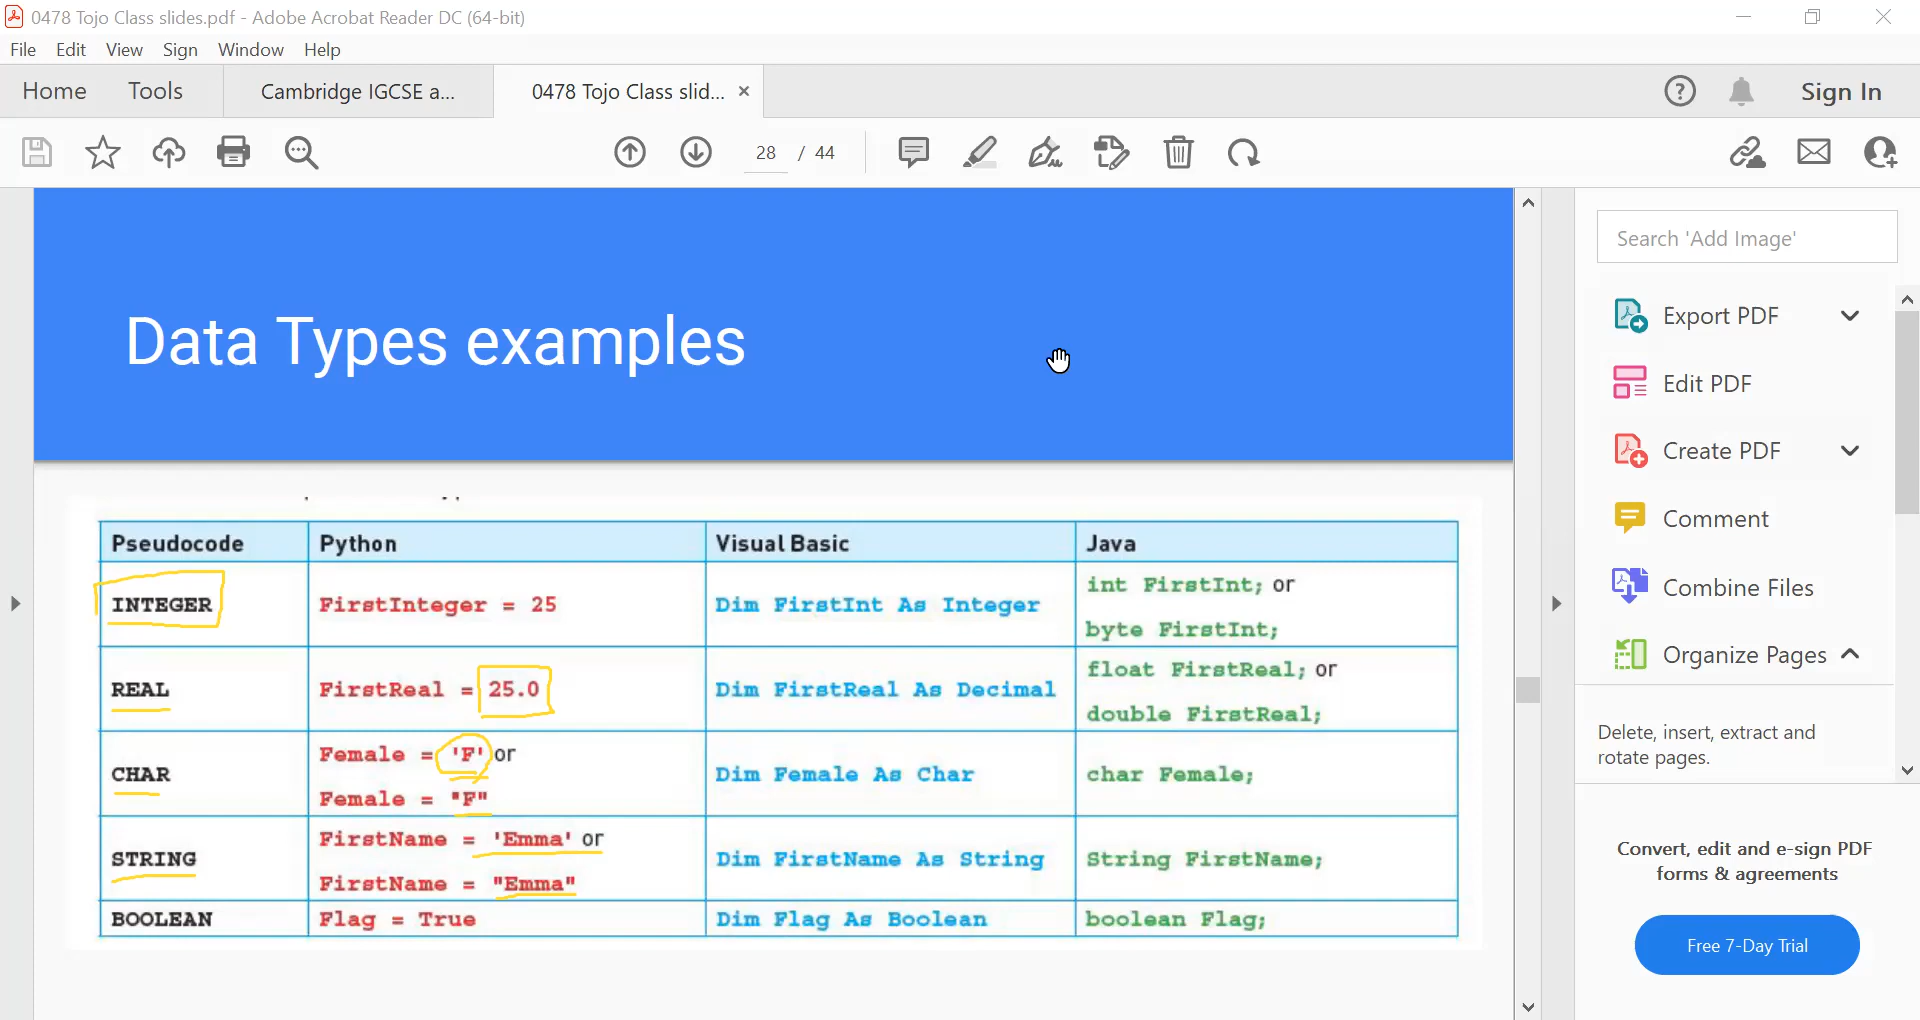 0478 Tojo Class slides.pdf - Adobe Acrobat Reader DC (64-bit)
File Edit View Sign Window Help
Home Tools Cambridge IGCSE a... 0478 Tojo Class slid... × ? Sign In
28 / 44
Data Types examples
Search 'Add Image'
Export PDF
Edit PDF
Create PDF
Comment
Combine Files
Organize Pages
Delete, insert, extract and
rotate pages.
Convert, edit and e-sign PDF
forms & agreements
Free 7-Day Trial
Pseudocode Python Visual Basic Java
INTEGER FirstInteger = 25 Dim FirstInt As Integer int FirstInt; or
byte FirstInt;
REAL FirstReal = 25.0 Dim FirstReal As Decimal float FirstReal; or
double FirstReal;
CHAR Female = 'F' or Dim Female As Char char Female;
Female = "F"
STRING FirstName = 'Emma' or Dim FirstName As String String FirstName;
FirstName = "Emma"
BOOLEAN Flag = True Dim Flag As Boolean boolean Flag;